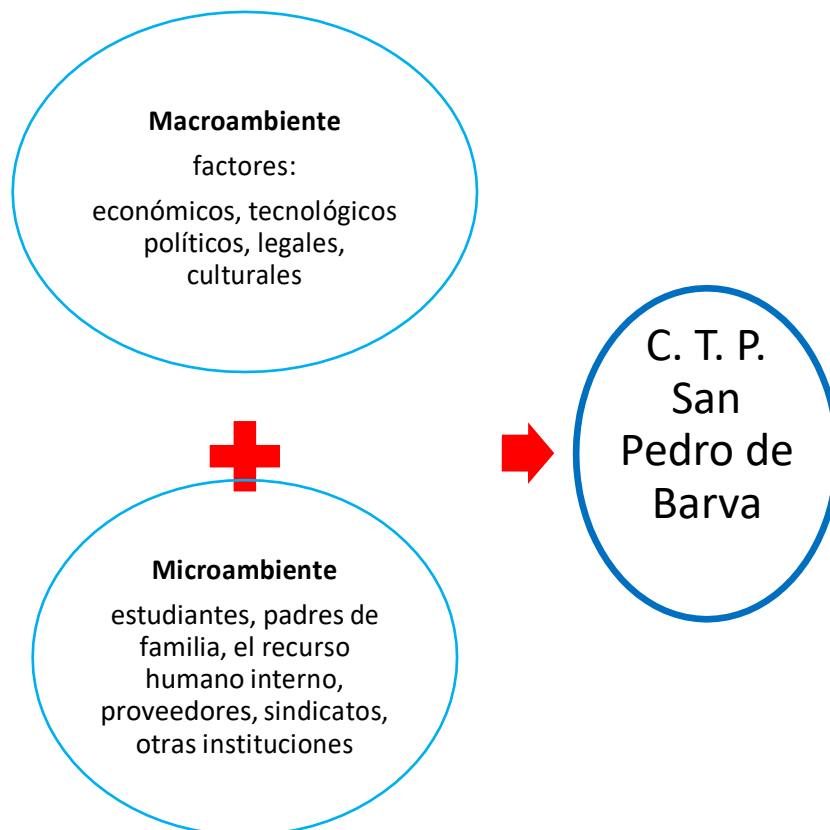 Macroambiente
factores:
económicos, tecnológicos
políticos, legales,
culturales
C. T. P.
San
Pedro de
Barva
Microambiente
estudiantes, padres de
familia, el recurso
humano interno,
proveedores, sindicatos,
otras instituciones